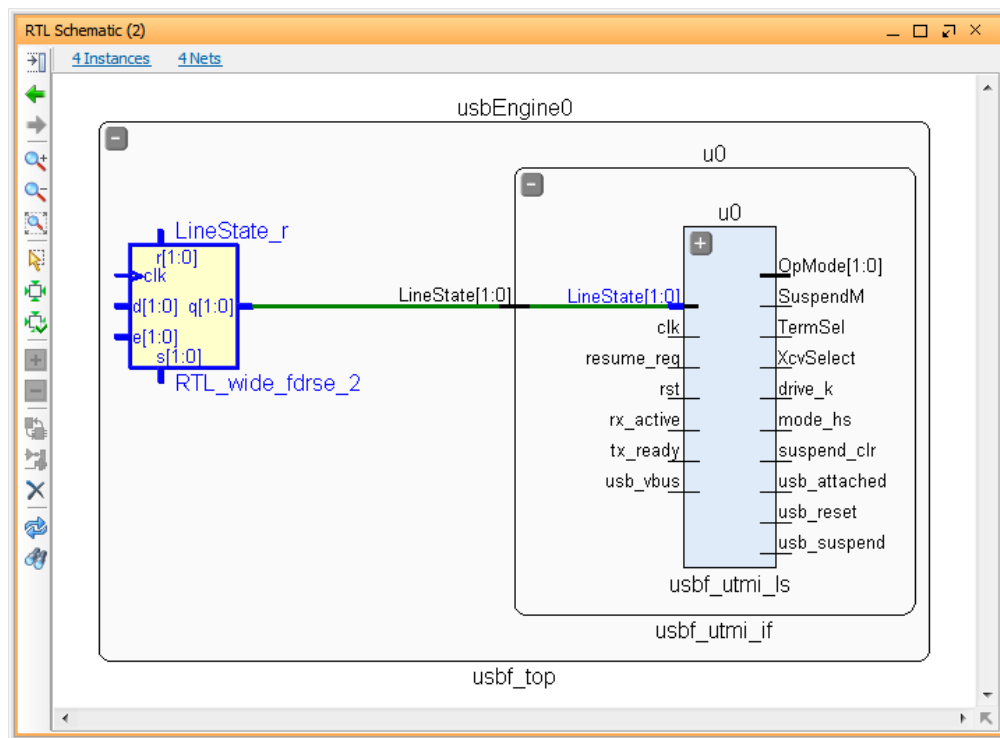 RTL Schematic (2)
4 Instances 4 Nets
usbEngine0
u0
u0
LineState_r
r[1:0]
clk
d[1:0] q[1:0]
e[1:0]
s[1:0]
RTL_wide_fdrse_2
LineState[1:0]
LineState[1:0]
clk
resume_req
rst
rx_active
tx_ready
usb_vbus
OpMode[1:0]
SuspendM
TermSel
XcvSelect
drive_k
mode_hs
suspend_clr
usb_attached
usb_reset
usb_suspend
usbf_utmi_ls
usbf_utmi_if
usbf_top